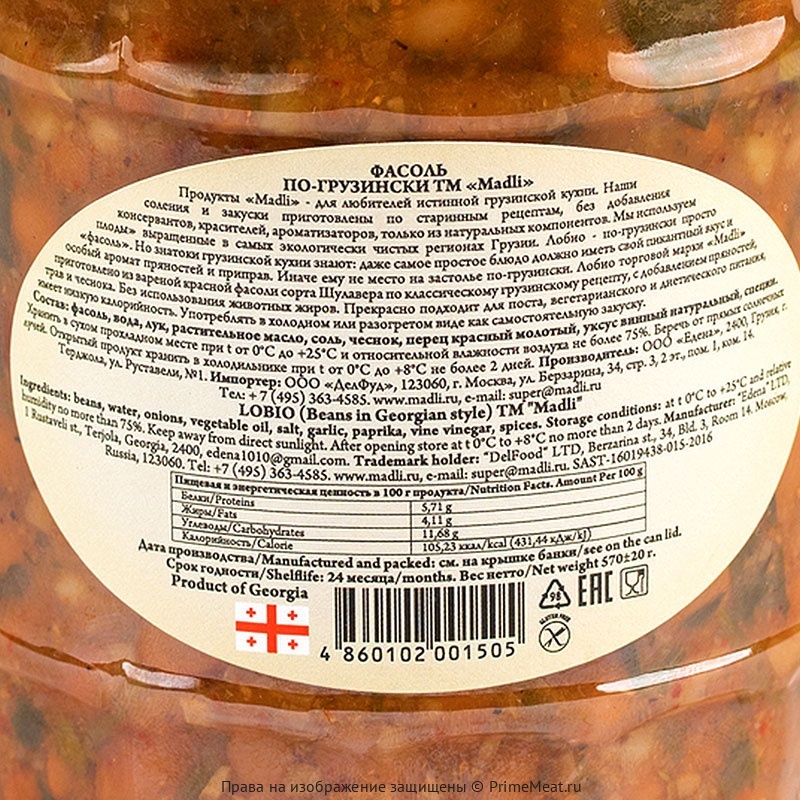 ФАСОЛЬ
ПО-ГРУЗИНСКИ ТМ «Madli»
Продукты «Madli» - для любителей истинной грузинской кухни. Наши
соления и закуски приготовлены по старинным рецептам, без добавления
консервантов, красителей, ароматизаторов, только из натуральных компонентов. Мы используем
плоды выращенные в самых экологически чистых регионах Грузии. Лобио - по-грузински просто
«фасоль». Но знатоки грузинской кухни знают: даже самое простое блюдо должно иметь свой пикантный вкус и
особый аромат пряностей и приправ. Иначе ему не место на застолье по-грузински. Лобио торговой марки «Madli»
приготовлено из вареной красной фасоли сорта Шулавера по классическому грузинскому рецепту, с добавлением пряностей,
трав и чеснока. Без использования животных жиров. Прекрасно подходит для поста, вегетарианского и диетического питания,
имеет низкую калорийность. Употреблять в холодном или разогретом виде как самостоятельную закуску.
Состав: фасоль, вода, лук, растительное масло, соль, чеснок, перец красный молотый, уксус винный натуральный, специи.
Хранить в сухом прохладном месте при t от 0°C до +25°C и относительной влажности воздуха не более 75%. Беречь от прямых солнечных
лучей. Открытый продукт хранить в холодильнике при t от 0°C до +8°C не более 2 дней. Производитель: ООО «Едена», 2400, Грузия, г.
Терджола, ул. Руставели, №1. Импортер: ООО «ДелФуд», 123060, г. Москва, ул. Берзарина, 34, стр. 3, 2 эт., пом. 1, ком. 14.
Тел: + 7 (495) 363-4585. www.madli.ru, e-mail: super@madli.ru
LOBIO (Beans in Georgian style) TM "Madli"
Ingredients: beans, water, onions, vegetable oil, salt, garlic, paprika, vine vinegar, spices. Storage conditions: at t 0°C to +25°C and relative
humidity no more than 75%. Keep away from direct sunlight. After opening store at t 0°C to +8°C no more than 2 days. Manufacturer: "Edena" LTD,
1 Rustaveli st., Terjola, Georgia, 2400, edena1010@gmail.com. Trademark holder: "DelFood" LTD, Berzarina st., 34, Bld. 3, Room 14. Moscow,
Russia, 123060. Tel: +7 (495) 363-4585. www.madli.ru, e-mail: super@madli.ru. SAST-16019438-015-2016
Пищевая и энергетическая ценность в 100 г продукта/Nutrition Facts. Amount Per 100 g
Белки/Proteins 5,71 g
Жиры/Fats 4,11 g
Углеводы/Carbohydrates 11,68 g
Калорийность/Calorie 105,23 ккал/kcal (431,44 кДж/kJ)
Дата производства/Manufactured and packed: см. на крышке банки/see on the can lid.
Срок годности/Shelflife: 24 месяца/months. Вес нетто/Net weight 570±20 г.
Product of Georgia
98
EAC
GLUTEN FREE
4 860102 001505
Права на изображение защищены © PrimeMeat.ru